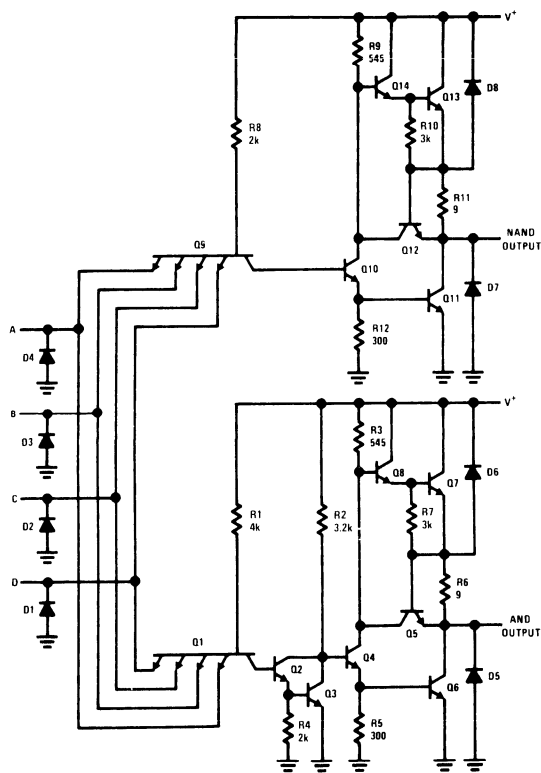 V+
R9
545
Q14
Q13
D8
R10
3k
R8
2k
R11
9
Q9
Q12
NAND
OUTPUT
Q10
D7
Q11
A
R12
300
D4
B
V+
D3
R3
545
Q8
Q7
D6
C
R1
4k
R2
3.2k
R7
3k
D2
D
R6
9
D1
Q5
AND
OUTPUT
Q1
Q2
Q4
D5
Q3
Q6
R4
2k
R5
300